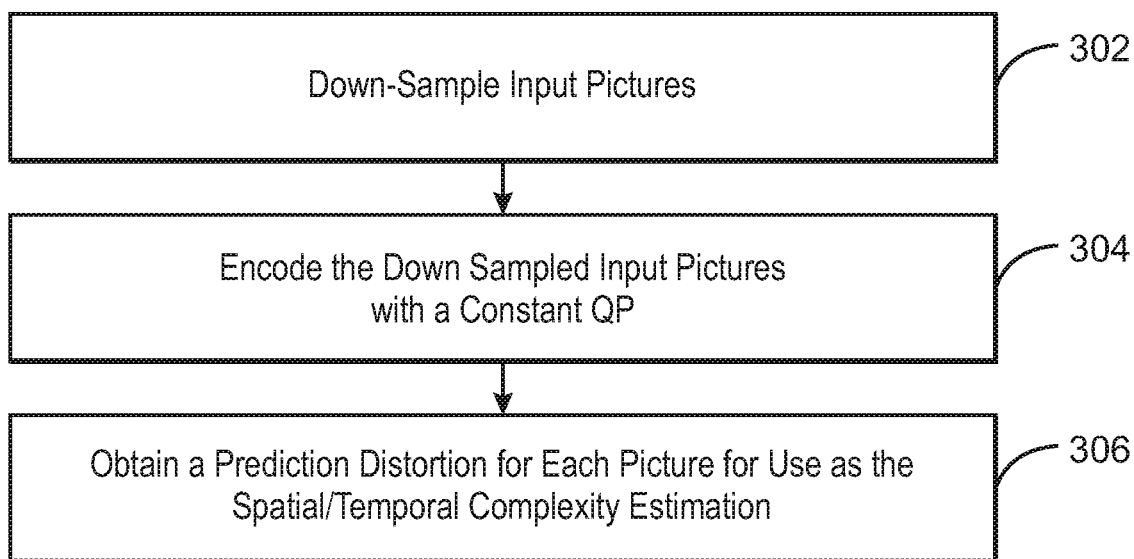 302
Down-Sample Input Pictures
304
Encode the Down Sampled Input Pictures
with a Constant QP
306
Obtain a Prediction Distortion for Each Picture for Use as the
Spatial/Temporal Complexity Estimation